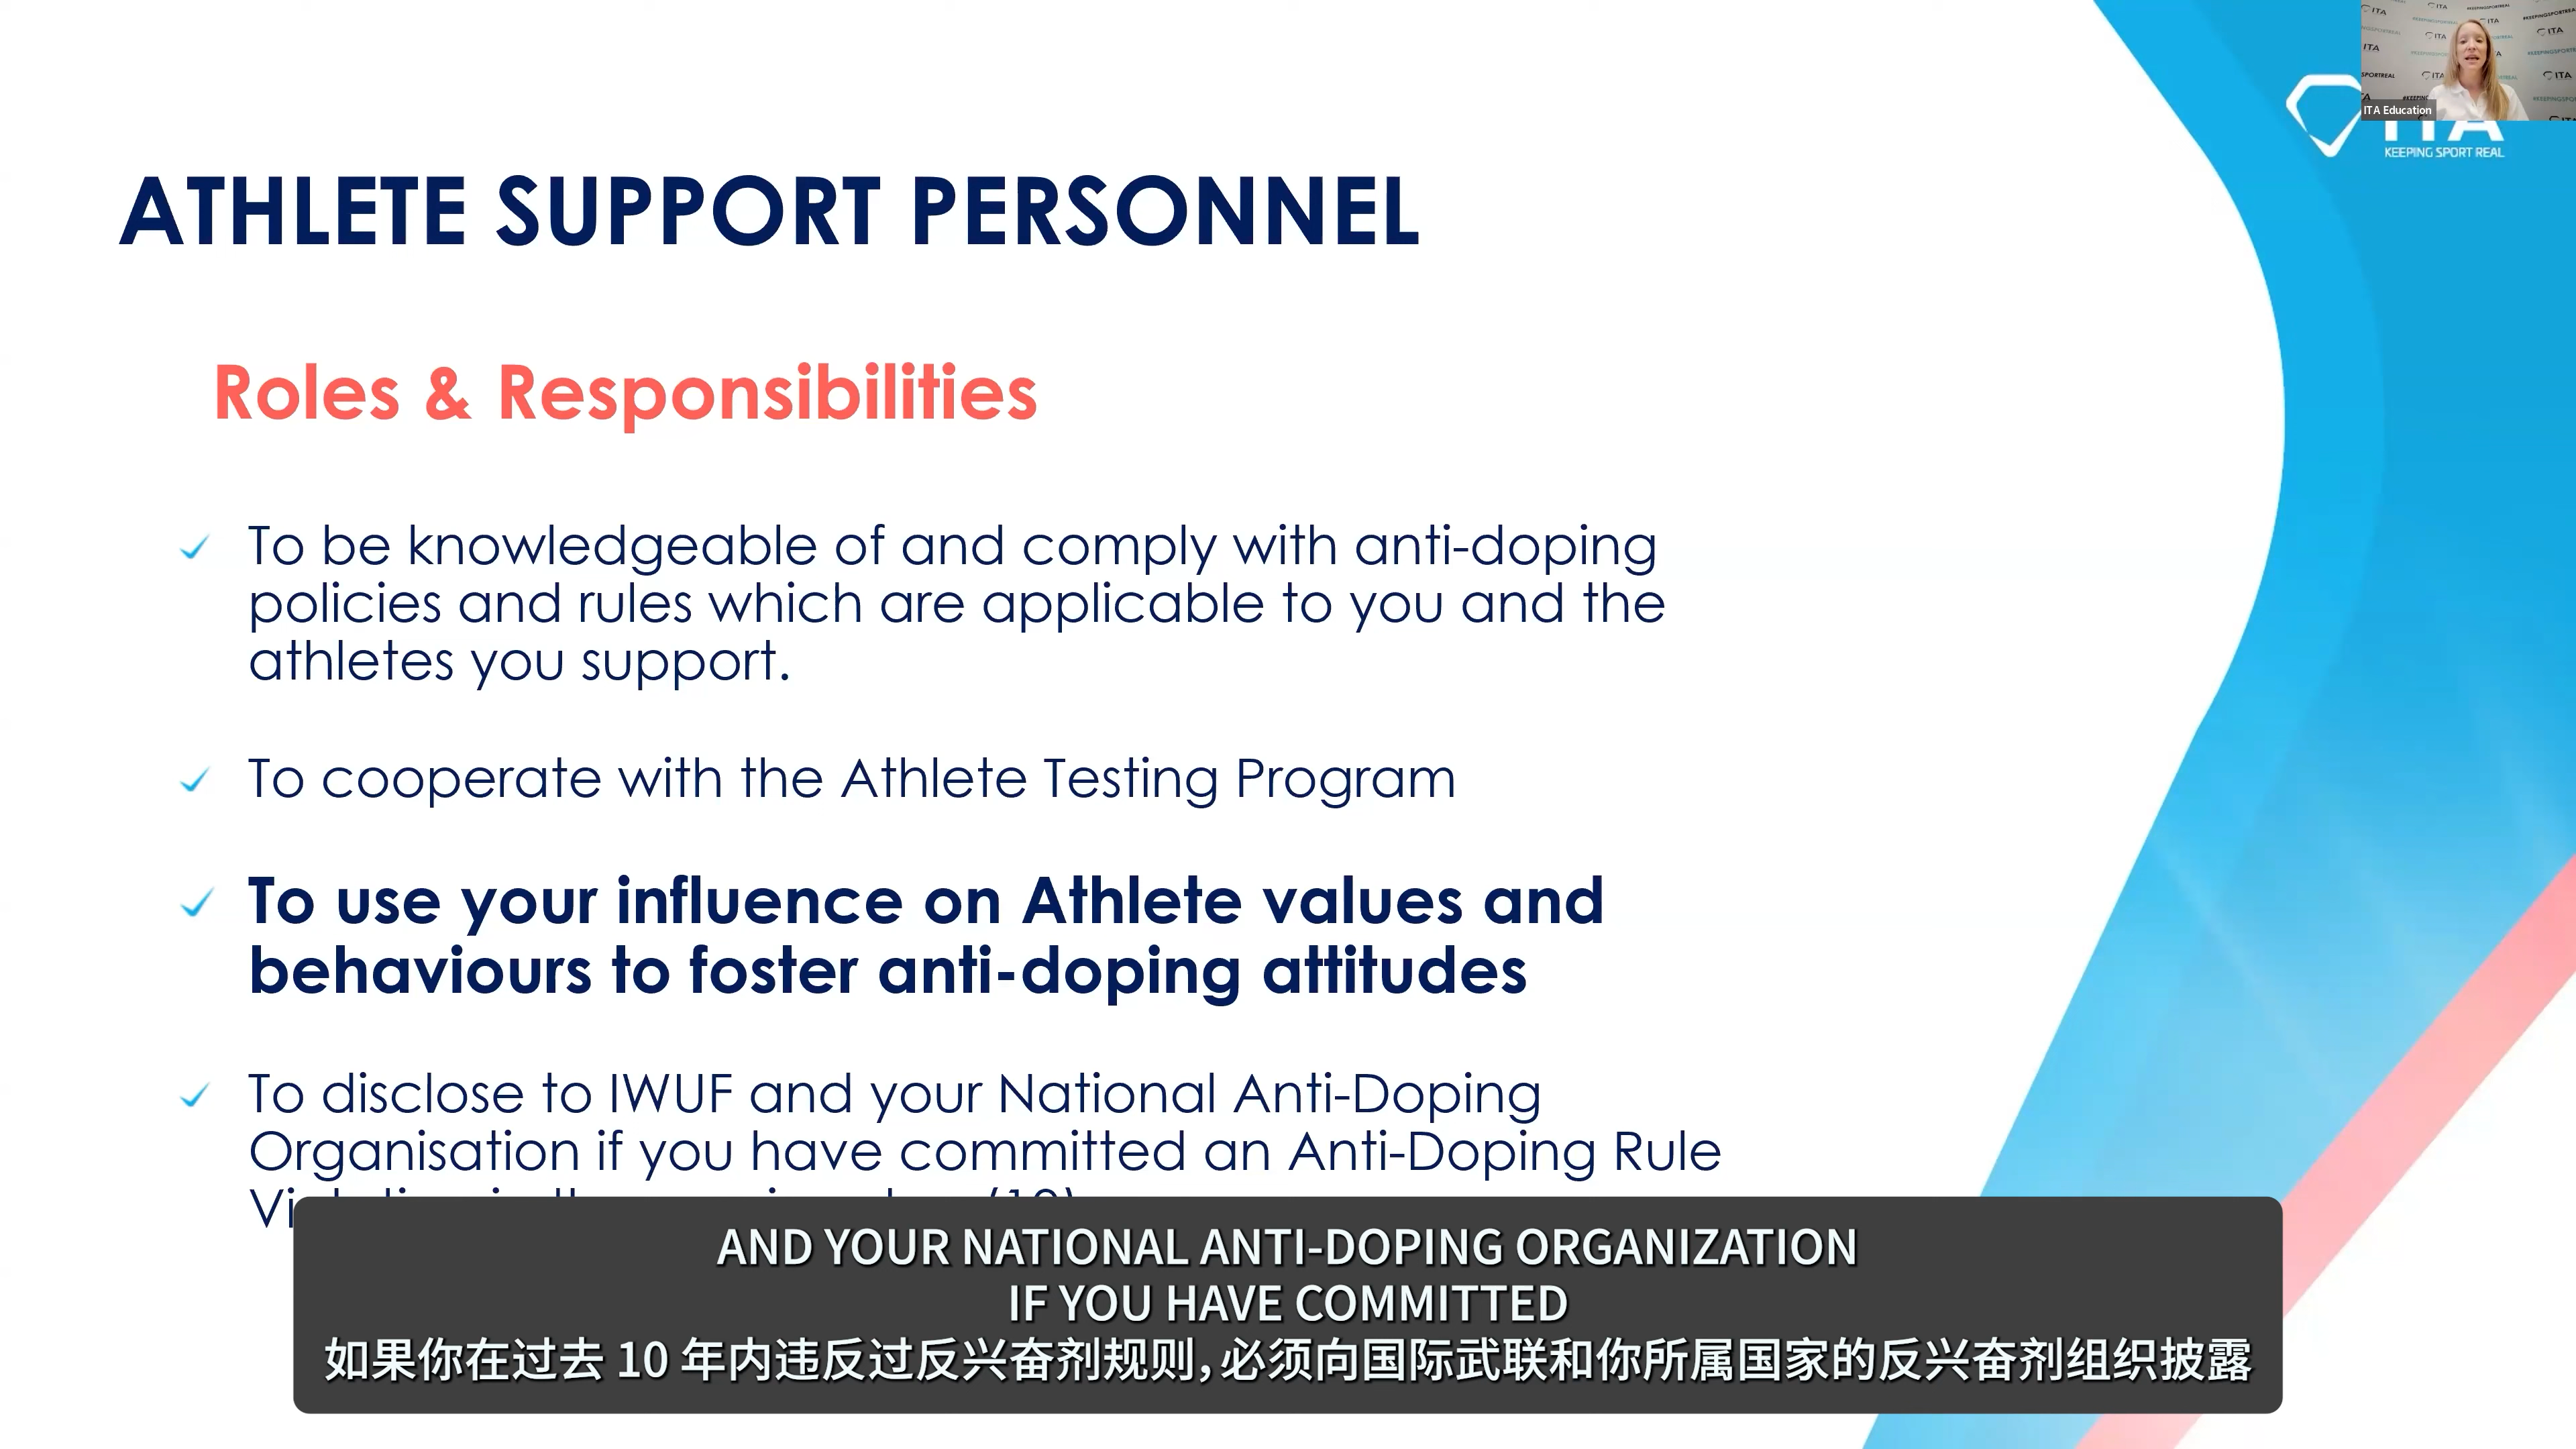 ITA Education
ITA
KEEPING SPORT REAL
ATHLETE SUPPORT PERSONNEL
Roles & Responsibilities
To be knowledgeable of and comply with anti-doping
policies and rules which are applicable to you and the
athletes you support.
To cooperate with the Athlete Testing Program
To use your influence on Athlete values and
behaviours to foster anti-doping attitudes
To disclose to IWUF and your National Anti-Doping
Organisation if you have committed an Anti-Doping Rule
AND YOUR NATIONAL ANTI-DOPING ORGANIZATION
IF YOU HAVE COMMITTED
如果你在过去 10 年内违反过反兴奋剂规则,必须向国际武联和你所属国家的反兴奋剂组织披露